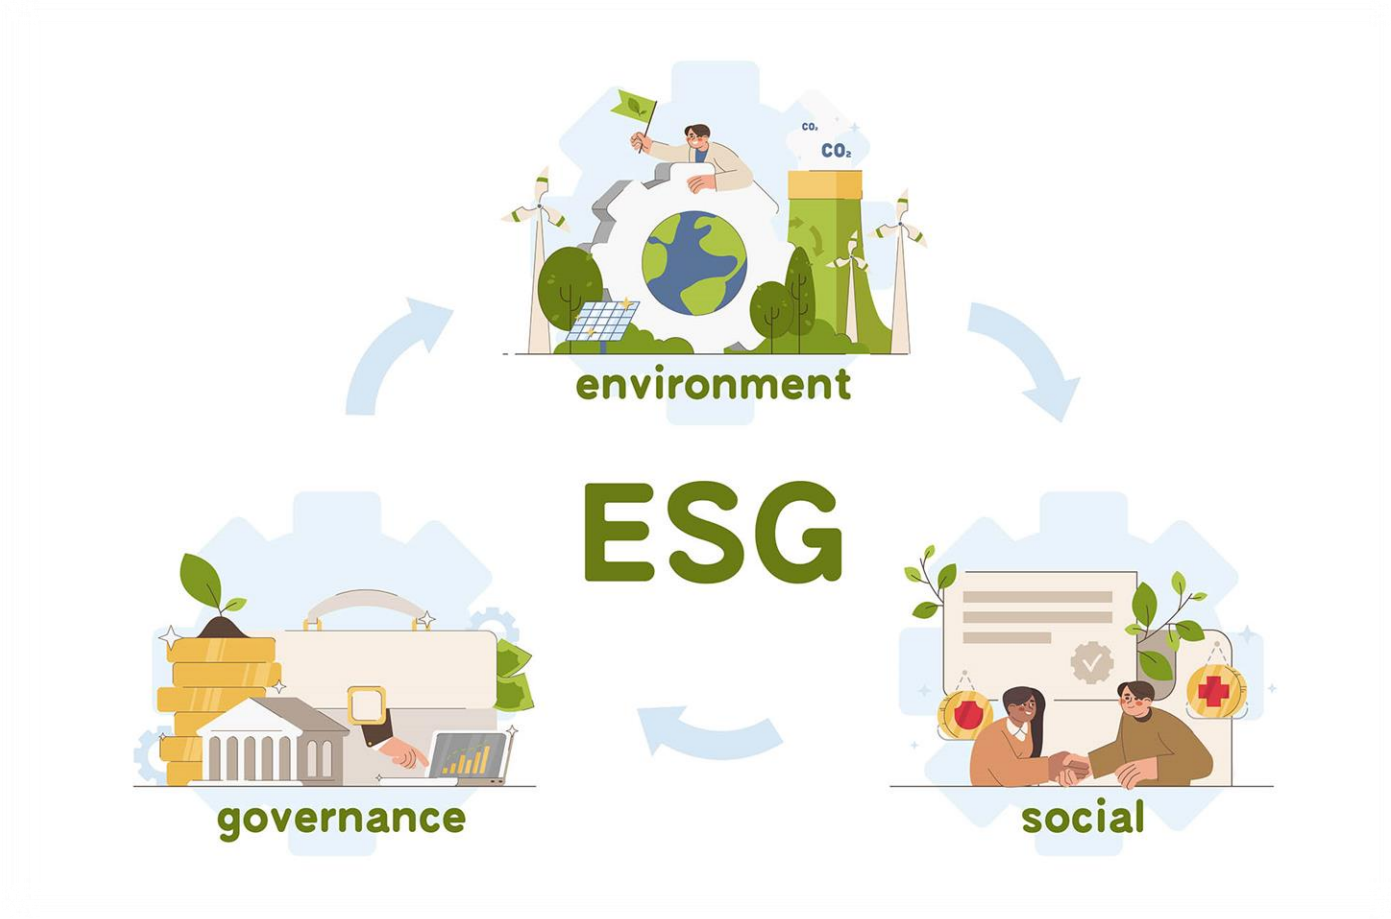 CO₂
CO₂
environment
ESG
governance
social